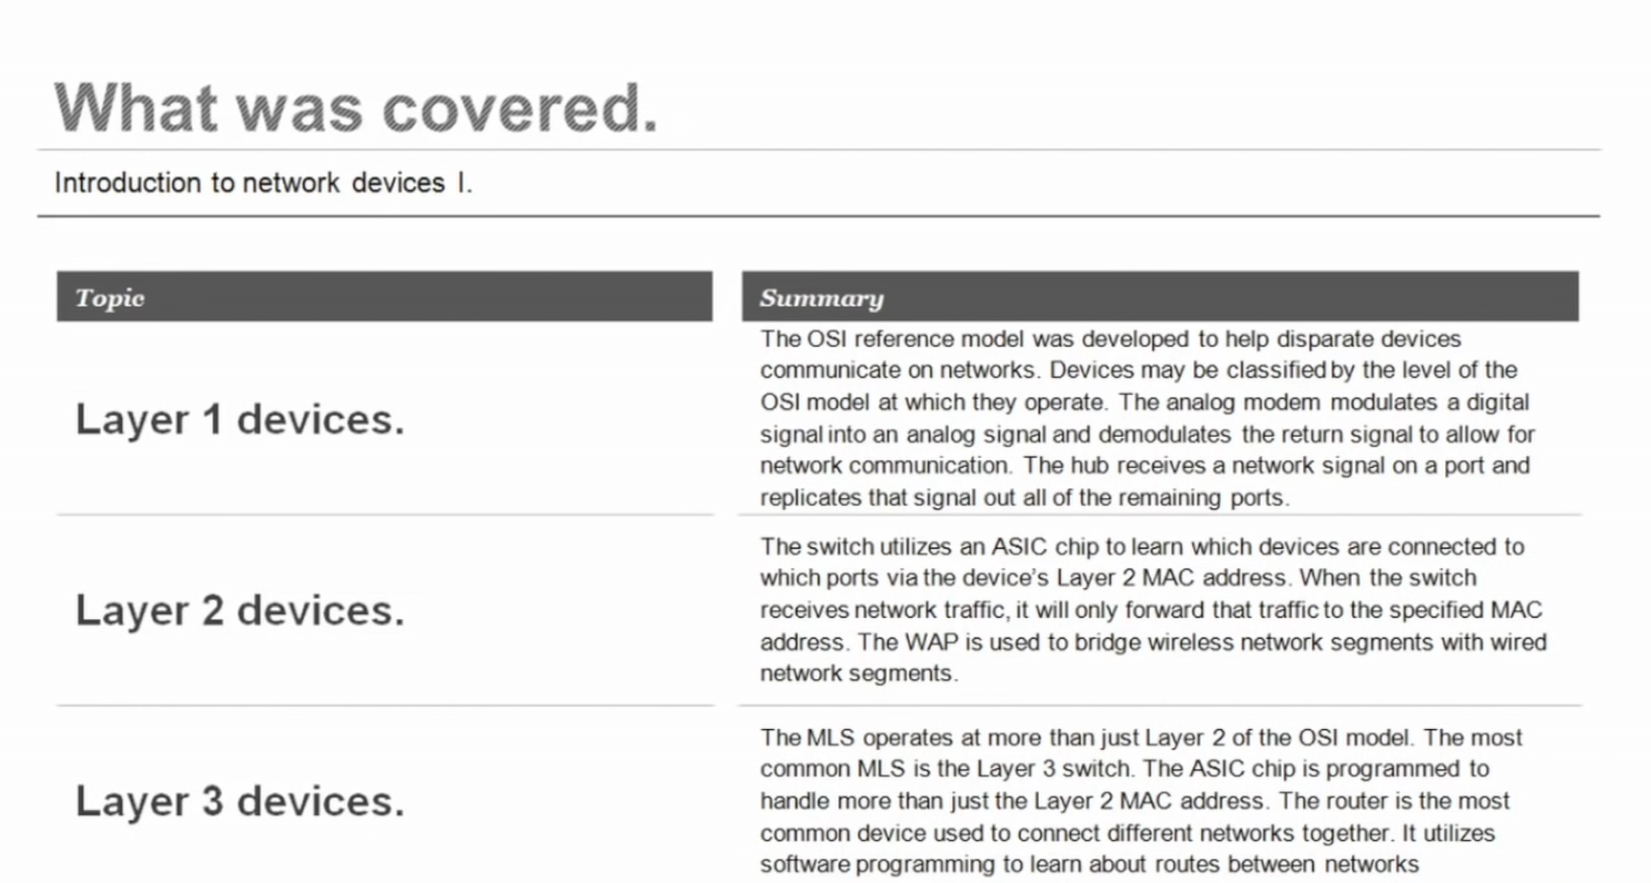 What was covered.
Introduction to network devices I.
Topic
Summary
Layer 1 devices.
The OSI reference model was developed to help disparate devices
communicate on networks. Devices may be classified by the level of the
OSI model at which they operate. The analog modem modulates a digital
signal into an analog signal and demodulates the return signal to allow for
network communication. The hub receives a network signal on a port and
replicates that signal out all of the remaining ports.
Layer 2 devices.
The switch utilizes an ASIC chip to learn which devices are connected to
which ports via the device's Layer 2 MAC address. When the switch
receives network traffic, it will only forward that traffic to the specified MAC
address. The WAP is used to bridge wireless network segments with wired
network segments.
Layer 3 devices.
The MLS operates at more than just Layer 2 of the OSI model. The most
common MLS is the Layer 3 switch. The ASIC chip is programmed to
handle more than just the Layer 2 MAC address. The router is the most
common device used to connect different networks together. It utilizes
software programming to learn about routes between networks